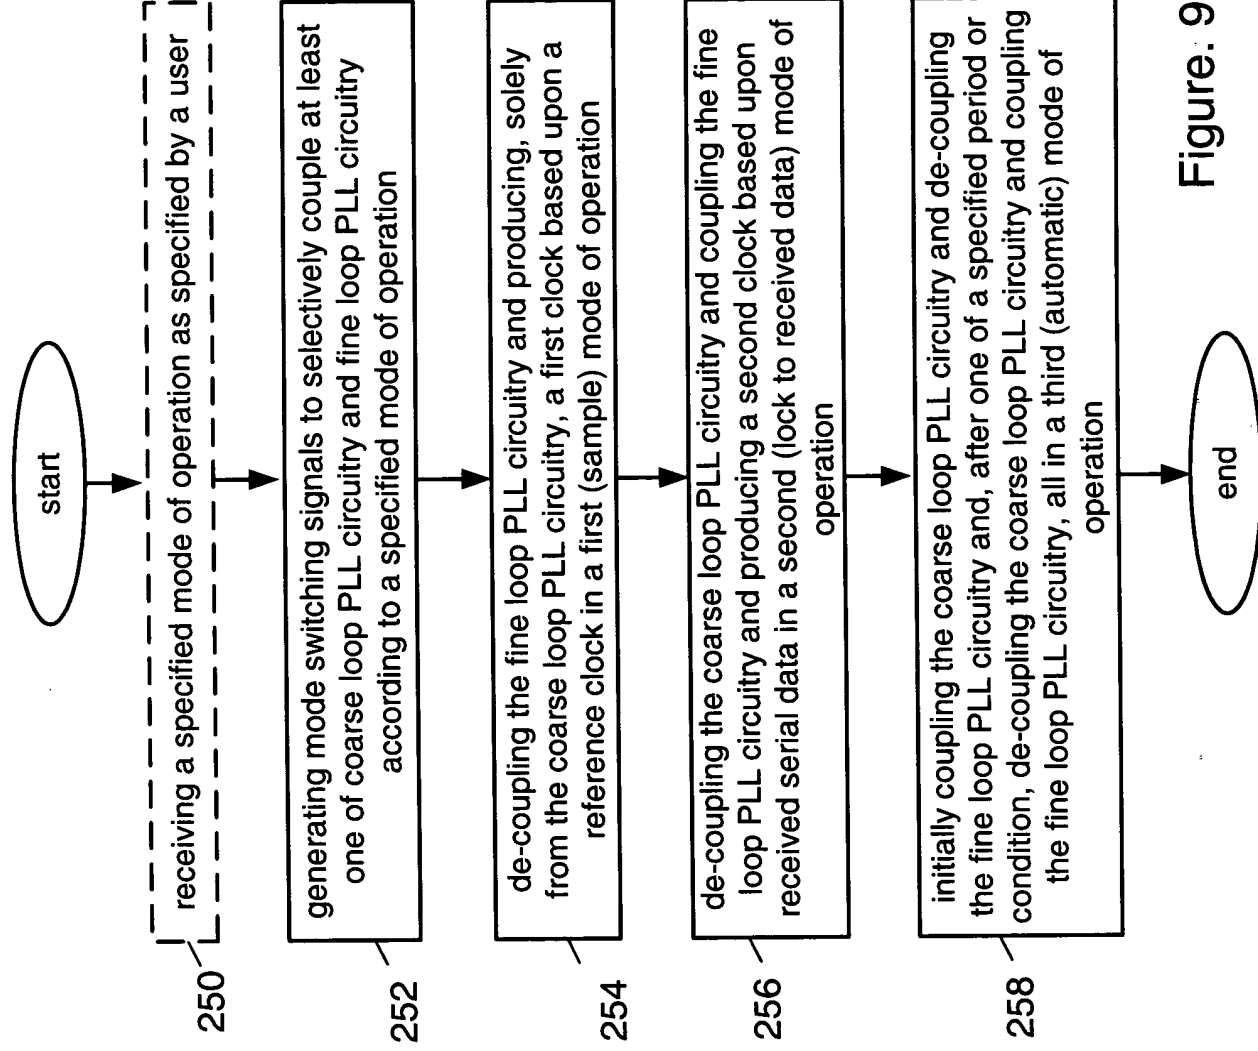 start
250
receiving a specified mode of operation as specified by a user
252
generating mode switching signals to selectively couple at least
one of coarse loop PLL circuitry and fine loop PLL circuitry
according to a specified mode of operation
254
de-coupling the fine loop PLL circuitry and producing, solely
from the coarse loop PLL circuitry, a first clock based upon a
reference clock in a first (sample) mode of operation
256
de-coupling the coarse loop PLL circuitry and coupling the fine
loop PLL circuitry and producing a second clock based upon
received serial data in a second (lock to received data) mode of
operation
258
initially coupling the coarse loop PLL circuitry and de-coupling
the fine loop PLL circuitry and, after one of a specified period or
condition, de-coupling the coarse loop PLL circuitry and coupling
the fine loop PLL circuitry, all in a third (automatic) mode of
operation
end
Figure. 9